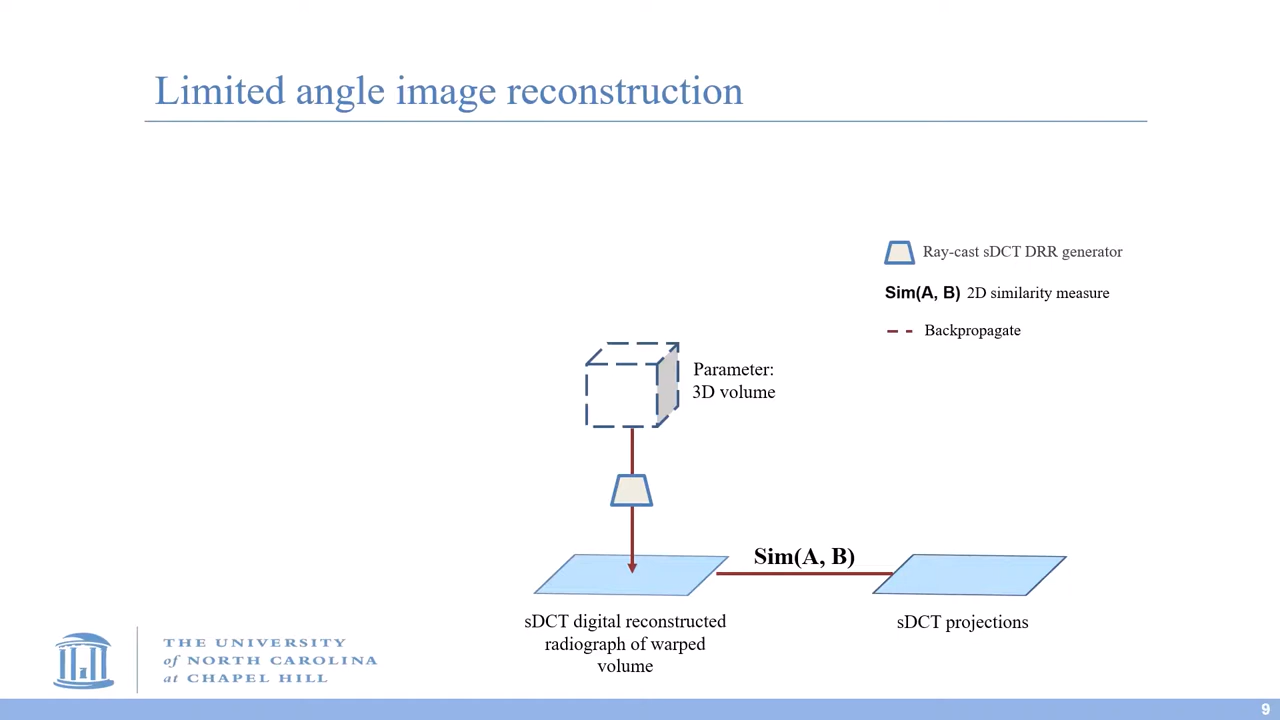 Limited angle image reconstruction
Ray-cast sDCT DRR generator
Sim(A, B) 2D similarity measure
Backpropagate
Parameter:
3D volume
Sim(A, B)
sDCT digital reconstructed
radiograph of warped
volume
sDCT projections
THE UNIVERSITY
of NORTH CAROLINA
at CHAPEL HILL
9